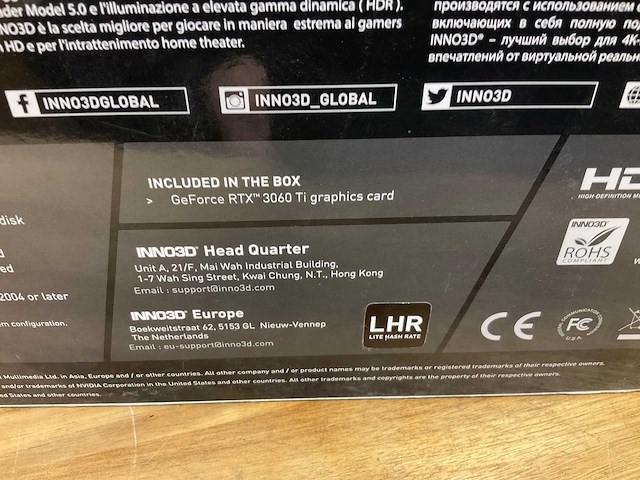 der Model 5.0 e l'illuminazione a elevata gamma dinamica ( HDR ).
NO3D è la scelta migliore per giocare in maniera estrema ai gamers
HD e per l'intrattenimento home theater.
производятся с использованием
включающих в себя полную
INNO3D® – лучший выбор для 4К-
впечатлений от виртуальной
INNO3DGLOBAL
INNO3D_GLOBAL
INNO3D
INCLUDED IN THE BOX
> GeForce RTX™ 3060 Ti graphics card
disk
2004 or later
m configuration.
INNO3D® Head Quarter
Unit A, 21/F, Mai Wah Industrial Building,
1-7 Wah Sing Street, Kwai Chung, N.T., Hong Kong
Email : support@inno3d.com
INNO3D® Europe
Boekweitstraat 62, 5153 GL Nieuw-Vennep
The Netherlands
Email : eu-support@inno3d.com
LHR
LITE HASH RATE
HD
HIGH-DEFINITION
INNO3D
ROHS
COMPLIANT
CE
FC
U.S.A
Multimedia Ltd. in Asia, Europe and / or other countries. All other company and / or product names may be trademarks or registered trademarks of their respective owners.
and/or trademarks of NVIDIA Corporation in the United States and other countries. All other trademarks and copyrights are the property of their respective owners.
ed States and other countries.